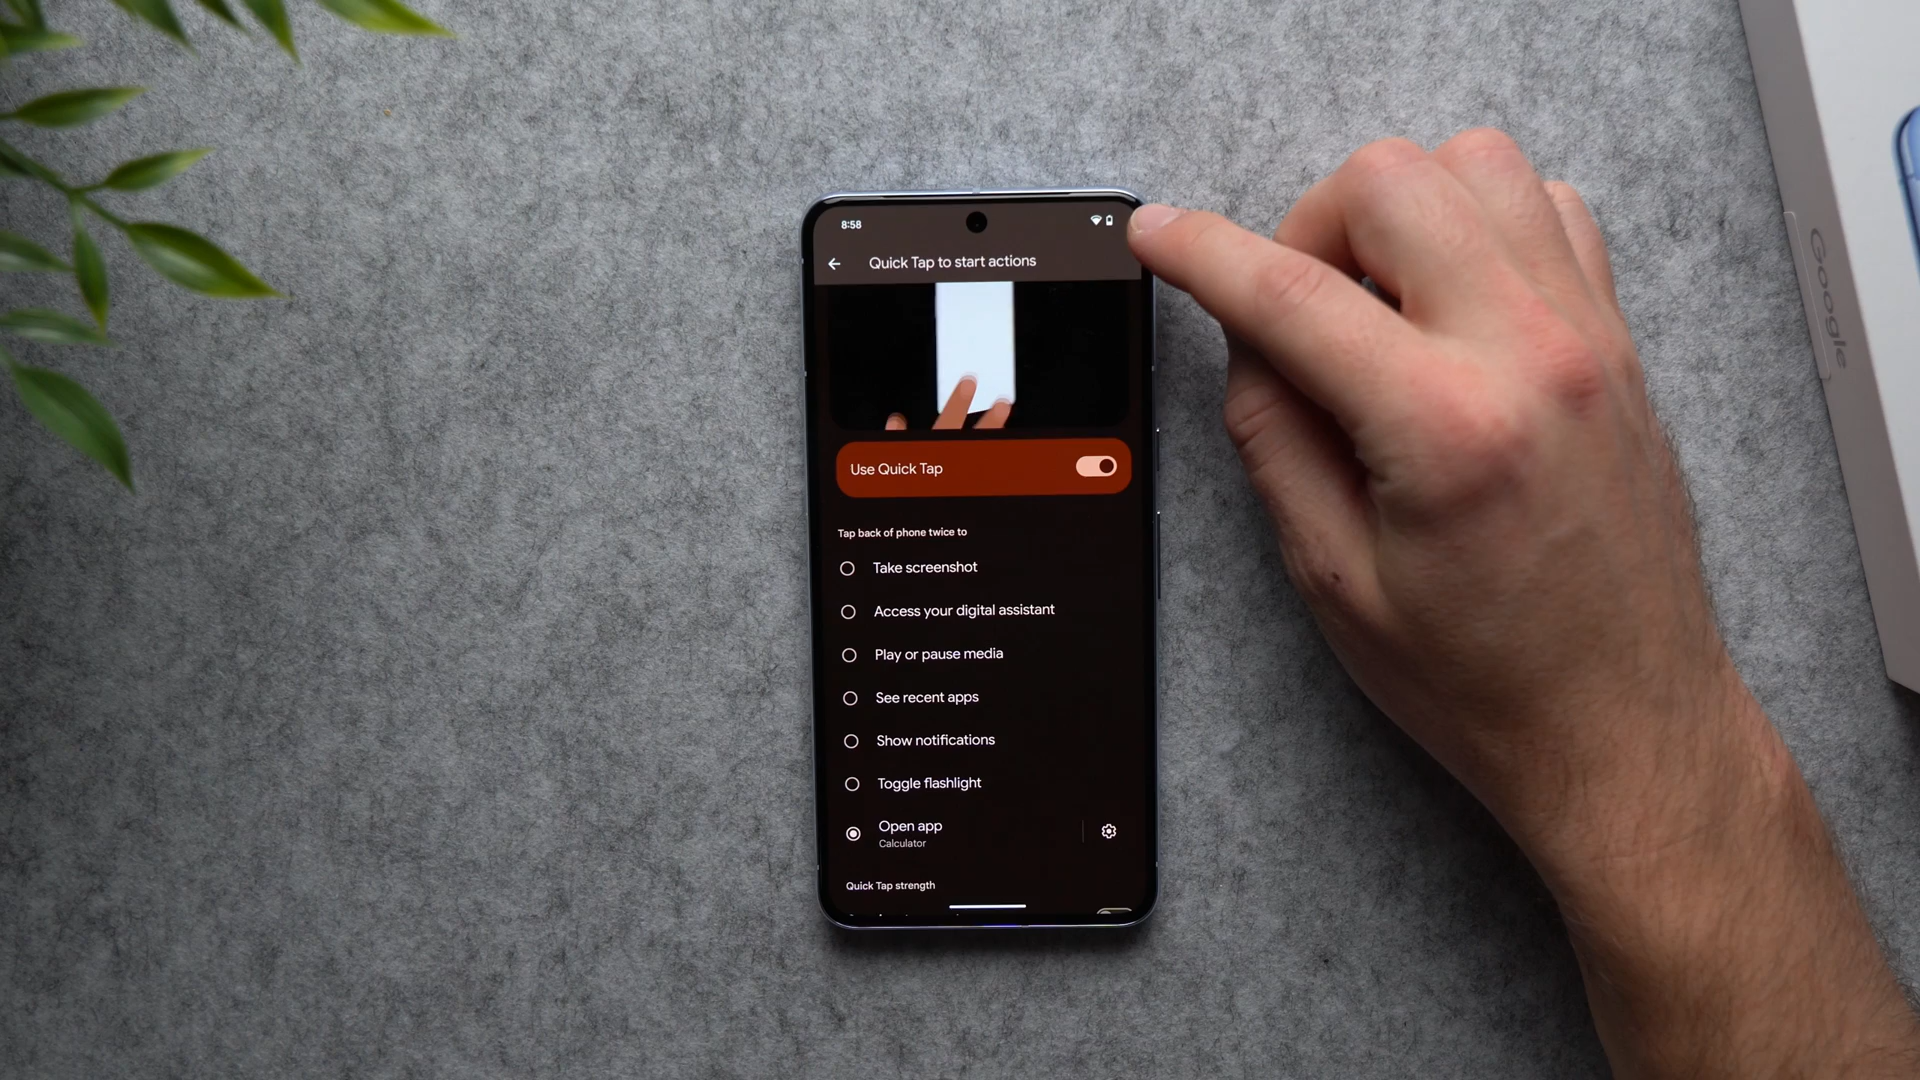 8:58
Quick Tap to start actions
Use Quick Tap
Tap back of phone twice to
Take screenshot
Access your digital assistant
Play or pause media
See recent apps
Show notifications
Toggle flashlight
Open app
Calculator
Quick Tap strength
Google